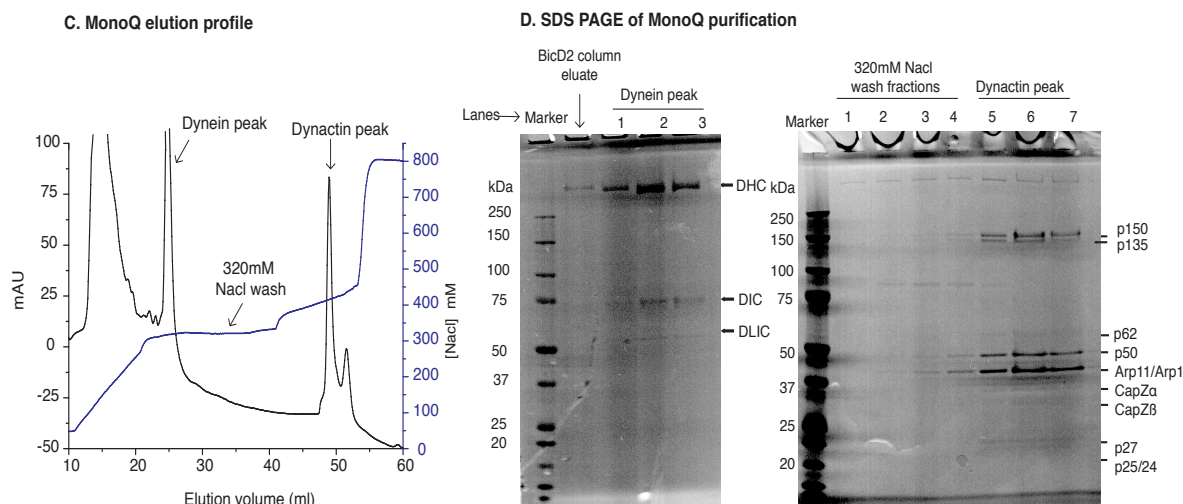 C. MonoQ elution profile
Dynein peak
Dynactin peak
320mM
Nacl wash
mAU
100
75
50
25
0
-25
-50
10
20
30
40
50
60
Elution volume (ml)
800
700
600
500
400
300
200
100
0
[Nacl] mM
D. SDS PAGE of MonoQ purification
BicD2 column
eluate
Dynein peak
Lanes
Marker
1
2
3
kDa
250
150
100
75
50
37
25
20
DHC
DIC
DLIC
320mM Nacl
wash fractions
Dynactin peak
Marker
1
2
3
4
5
6
7
kDa
250
150
100
75
50
37
25
20
p150
p135
p62
p50
Arp11/Arp1
CapZα
CapZß
p27
p25/24